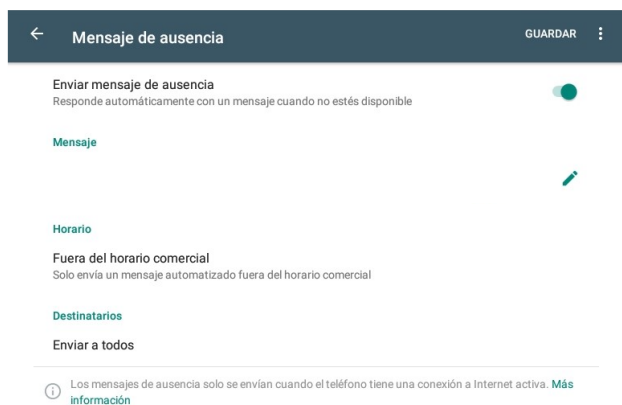 Mensaje de ausencia
GUARDAR
Enviar mensaje de ausencia
Responde automáticamente con un mensaje cuando no estés disponible
Mensaje
Horario
Fuera del horario comercial
Solo envía un mensaje automatizado fuera del horario comercial
Destinatarios
Enviar a todos
Los mensajes de ausencia solo se envían cuando el teléfono tiene una conexión a Internet activa. Más
información